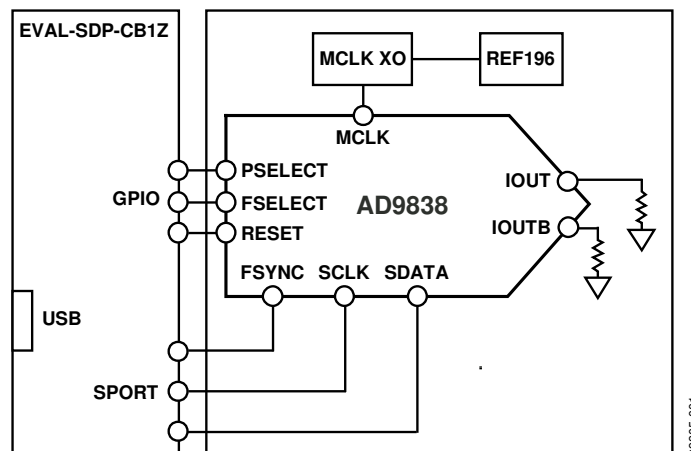 EVAL-SDP-CB1Z
MCLK XO
REF196
MCLK
PSELECT
GPIO
FSELECT
AD9838
IOUT
RESET
IOUTB
FSYNC SCLK SDATA
USB
SPORT